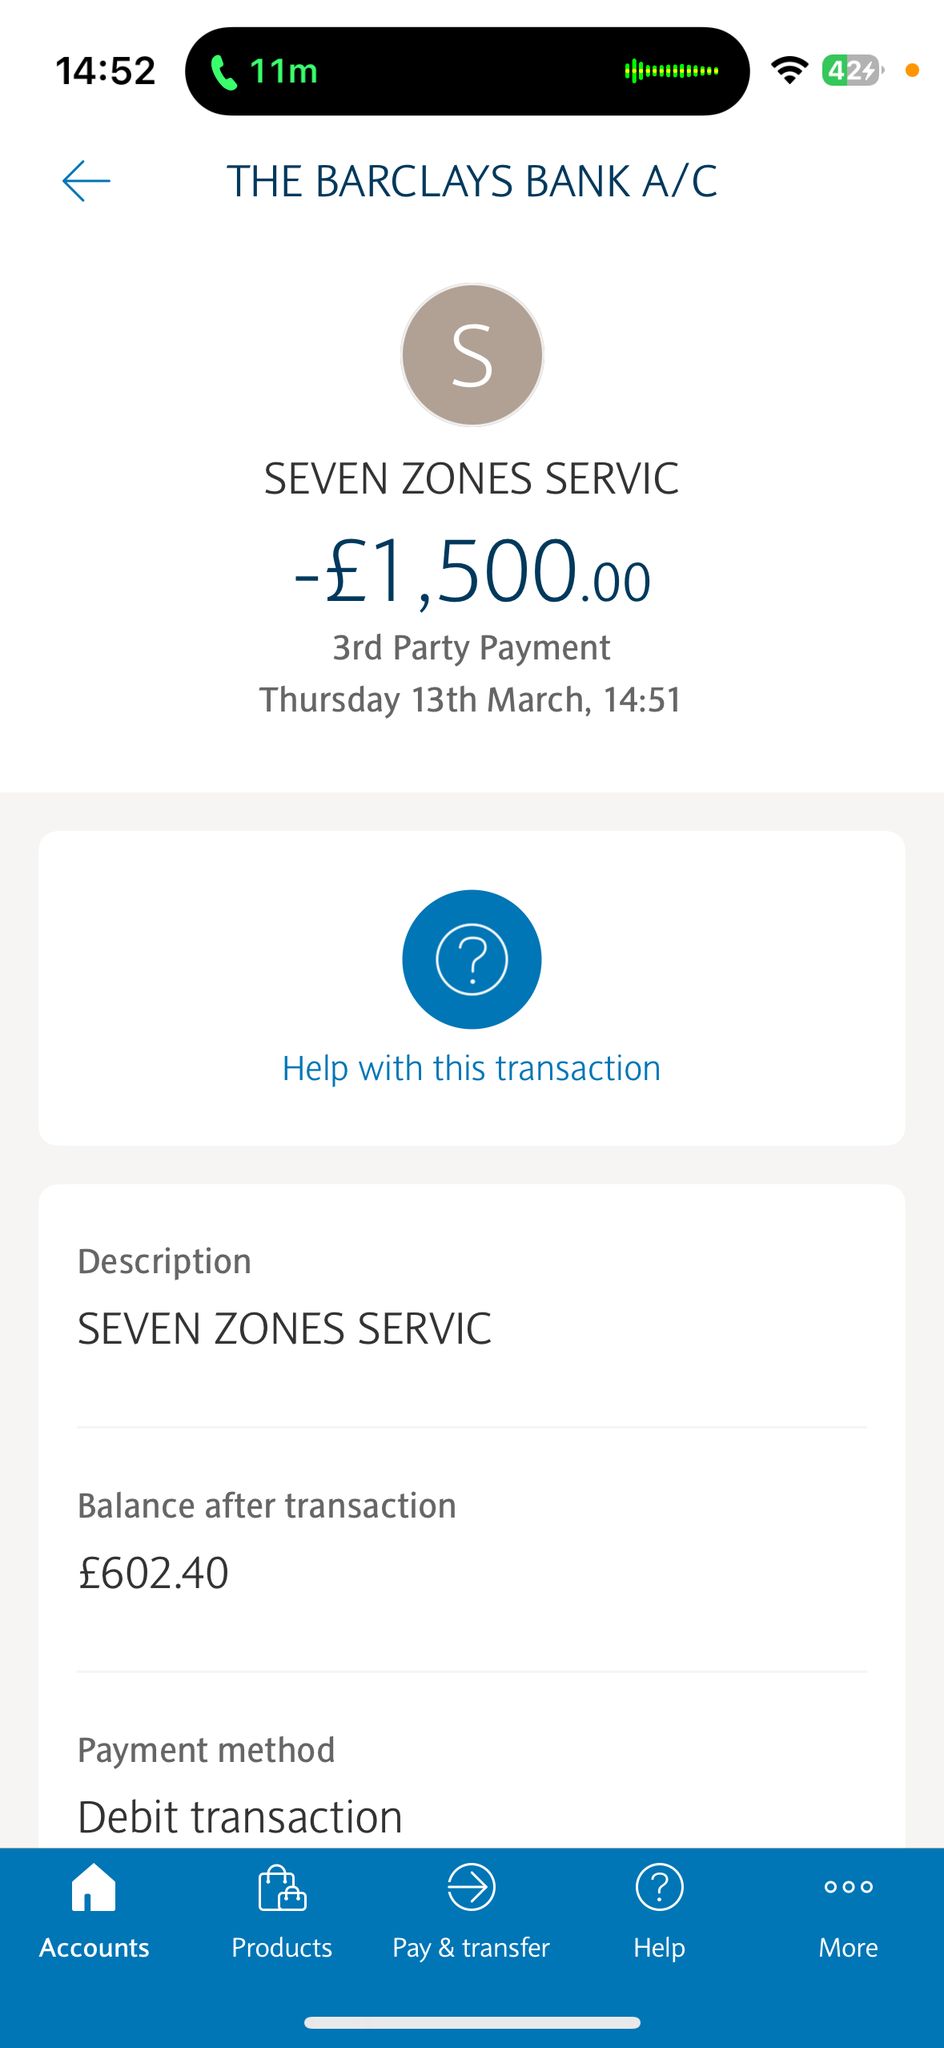 14:52
11m
42
THE BARCLAYS BANK A/C
S
SEVEN ZONES SERVIC
-£1,500.00
3rd Party Payment
Thursday 13th March, 14:51
?
Help with this transaction
Description
SEVEN ZONES SERVIC
Balance after transaction
£602.40
Payment method
Debit transaction
Accounts
Products
Pay & transfer
?
Help
More